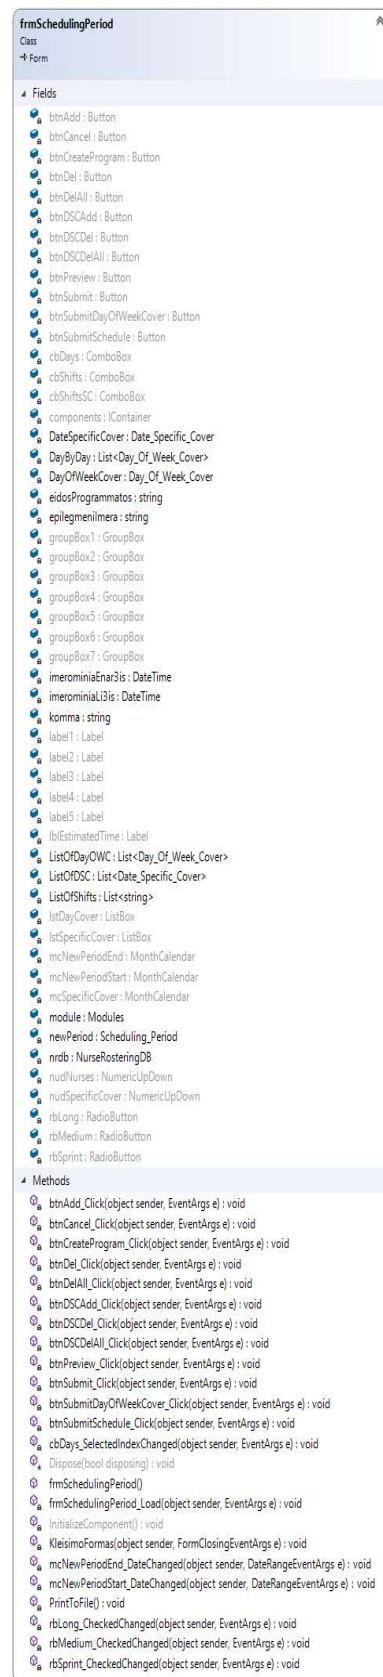 frmSchedulingPeriod
Class
→ Form
Fields
btnAdd : Button
btnCancel : Button
btnCreateProgram : Button
btnDel : Button
btnDelAll : Button
btnDSCAdd : Button
btnDSCDel : Button
btnDSCDelAll : Button
btnPreview : Button
btnSubmit : Button
btnSubmitDayOfWeekCover : Button
btnSubmitSchedule : Button
cbDays : ComboBox
cbShifts : ComboBox
cbShiftsSC : ComboBox
components : IContainer
DateSpecificCover : Date_Specific_Cover
DayByDay : List<Day_Of_Week_Cover>
DayOfWeekCover : Day_Of_Week_Cover
eidosProgrammatos : string
epilegmeniImera : string
groupBox1 : GroupBox
groupBox2 : GroupBox
groupBox3 : GroupBox
groupBox4 : GroupBox
groupBox5 : GroupBox
groupBox6 : GroupBox
groupBox7 : GroupBox
imerominiaEnar3is : DateTime
imerominiaLi3is : DateTime
komma : string
label1 : Label
label2 : Label
label3 : Label
label4 : Label
label5 : Label
lblEstimatedTime : Label
ListOfDayOWC : List<Day_Of_Week_Cover>
ListOfDSC : List<Date_Specific_Cover>
ListOfShifts : List<string>
lstDayCover : ListBox
lstSpecificCover : ListBox
mcNewPeriodEnd : MonthCalendar
mcNewPeriodStart : MonthCalendar
mcSpecificCover : MonthCalendar
module : Modules
newPeriod : Scheduling_Period
nrdb : NurseRosteringDB
nudNurses : NumericUpDown
nudSpecificCover : NumericUpDown
rbLong : RadioButton
rbMedium : RadioButton
rbSprint : RadioButton
Methods
btnAdd_Click(object sender, EventArgs e) : void
btnCancel_Click(object sender, EventArgs e) : void
btnCreateProgram_Click(object sender, EventArgs e) : void
btnDel_Click(object sender, EventArgs e) : void
btnDelAll_Click(object sender, EventArgs e) : void
btnDSCAdd_Click(object sender, EventArgs e) : void
btnDSCDel_Click(object sender, EventArgs e) : void
btnDSCDelAll_Click(object sender, EventArgs e) : void
btnPreview_Click(object sender, EventArgs e) : void
btnSubmit_Click(object sender, EventArgs e) : void
btnSubmitDayOfWeekCover_Click(object sender, EventArgs e) : void
btnSubmitSchedule_Click(object sender, EventArgs e) : void
cbDays_SelectedIndexChanged(object sender, EventArgs e) : void
Dispose(bool disposing) : void
frmSchedulingPeriod()
frmSchedulingPeriod_Load(object sender, EventArgs e) : void
InitializeComponent() : void
KleisimoFormas(object sender, FormClosingEventArgs e) : void
mcNewPeriodEnd_DateChanged(object sender, DateRangeEventArgs e) : void
mcNewPeriodStart_DateChanged(object sender, DateRangeEventArgs e) : void
PrintToFile() : void
rbLong_CheckedChanged(object sender, EventArgs e) : void
rbMedium_CheckedChanged(object sender, EventArgs e) : void
rbSprint_CheckedChanged(object sender, EventArgs e) : void